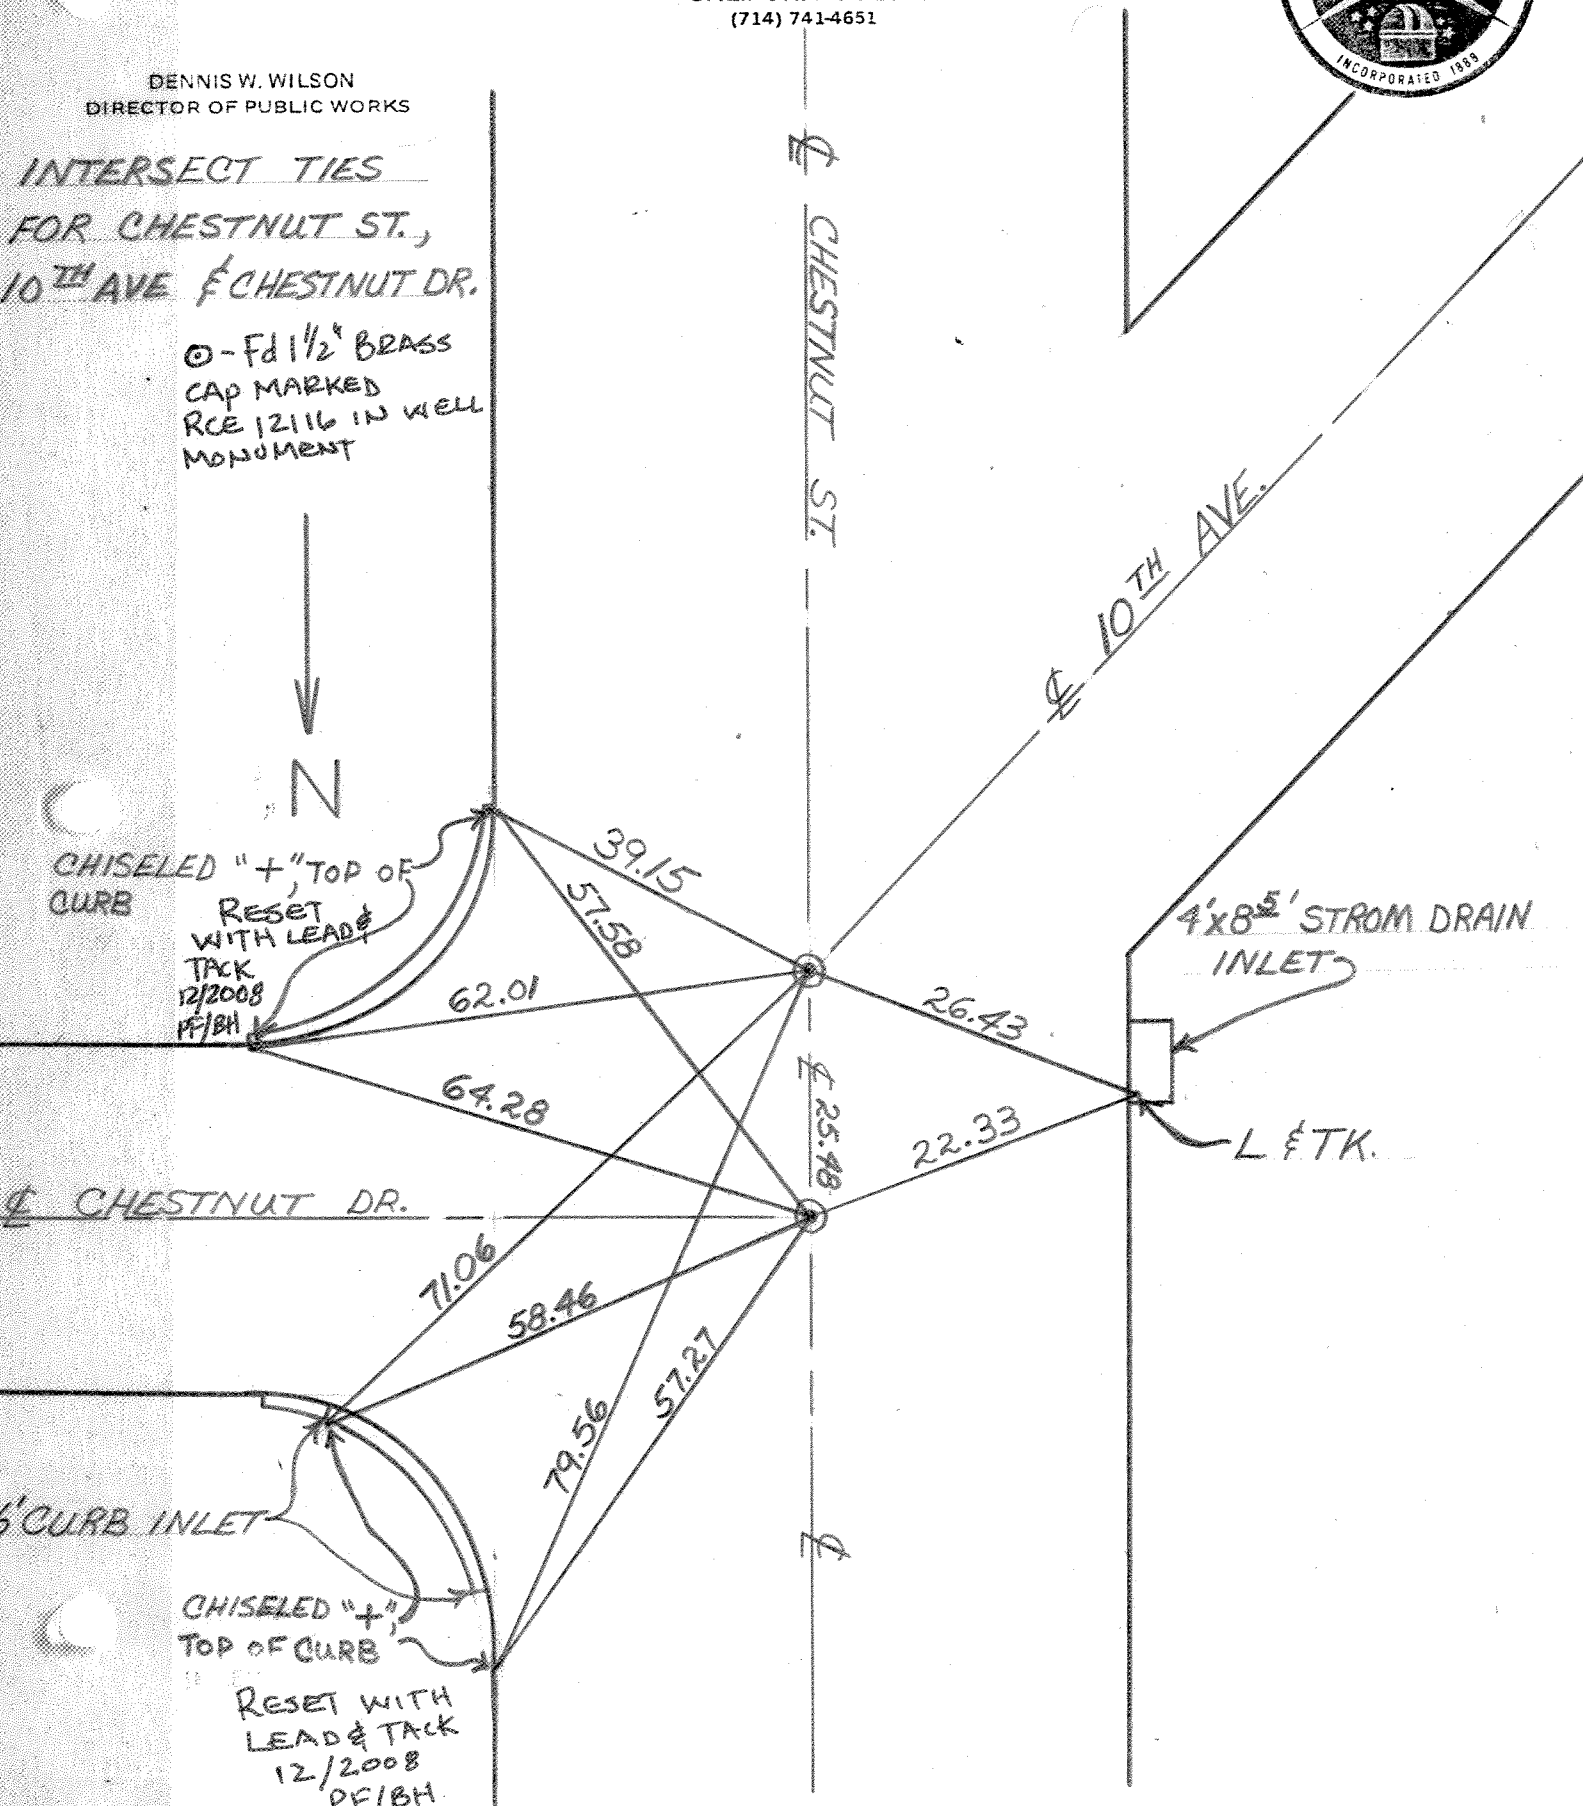 (714) 741-4651
INCORPORATED 1888
DENNIS W. WILSON
DIRECTOR OF PUBLIC WORKS
INTERSECT TIES
FOR CHESTNUT ST.,
10TH AVE & CHESTNUT DR.
⊙ - Fd 1 1/2" BRASS
CAP MARKED
RCE 12116 IN WELL
MONUMENT
N
℄ CHESTNUT ST.
℄ 10TH AVE.
CHISELED "+", TOP OF
CURB
RESET
WITH LEAD &
TACK
12/2008
PF/BH
39.15
57.58
62.01
26.43
4'x8.5' STROM DRAIN
INLET
64.28
℄ 25.48
22.33
L & TK.
℄ CHESTNUT DR.
71.06
58.46
57.27
79.56
6' CURB INLET
℄
CHISELED "+",
TOP OF CURB
RESET WITH
LEAD & TACK
12/2008
PF/BH